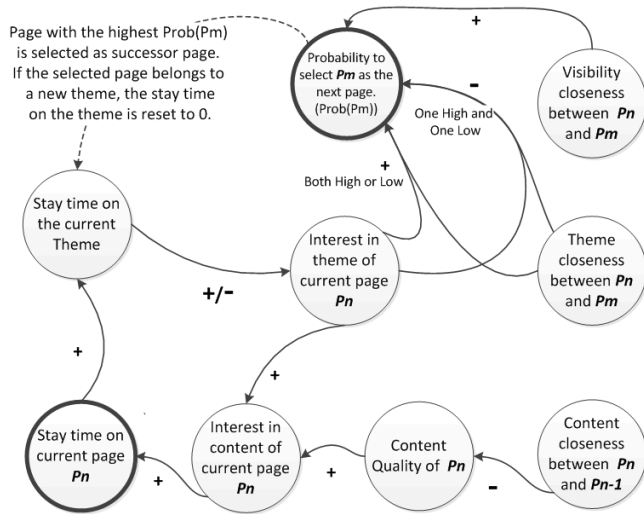 Page with the highest Prob(Pm)
is selected as successor page.
If the selected page belongs to
a new theme, the stay time
on the theme is reset to 0.
Probability to
select Pm as the
next page.
(Prob(Pm))
+
Visibility
closeness
between Pn
and Pm
-
One High and
One Low
+
Both High or Low
Stay time on
the current
Theme
+/-
Interest in
theme of
current page
Pn
Theme
closeness
between Pn
and Pm
+
+
Stay time on
current page
Pn
+
Interest in
content of
current page
Pn
+
Content
Quality of Pn
-
Content
closeness
between Pn
and Pn-1